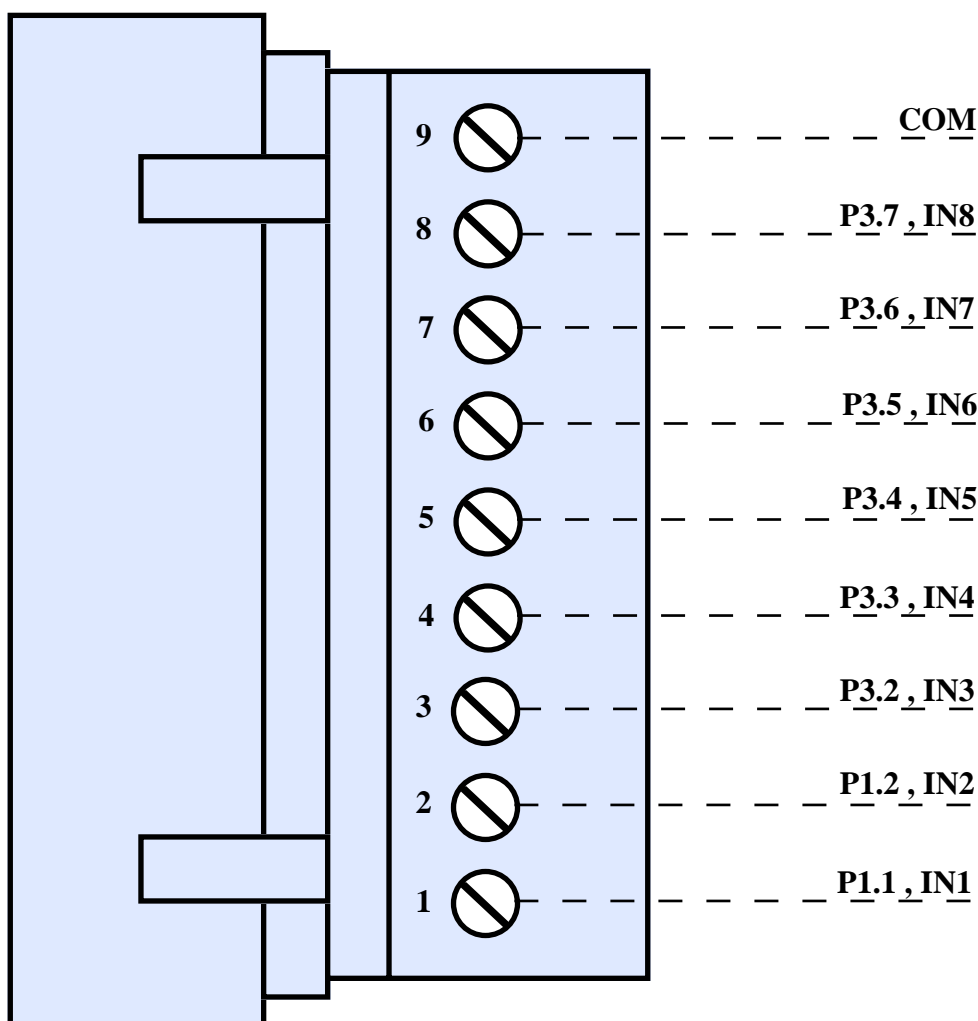 9 COM
8 P3.7 , IN8
7 P3.6 , IN7
6 P3.5 , IN6
5 P3.4 , IN5
4 P3.3 , IN4
3 P3.2 , IN3
2 P1.2 , IN2
1 P1.1 , IN1